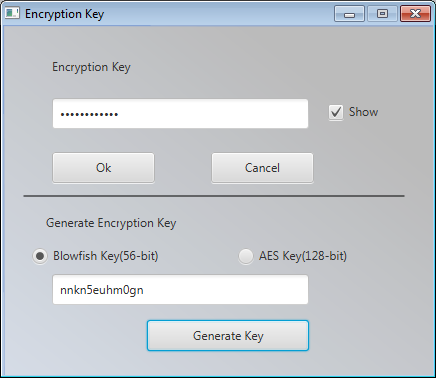 Encryption Key
Encryption Key
••••••••••••
Show
Ok Cancel
Generate Encryption Key
Blowfish Key(56-bit) AES Key(128-bit)
nnkn5euhm0gn
Generate Key